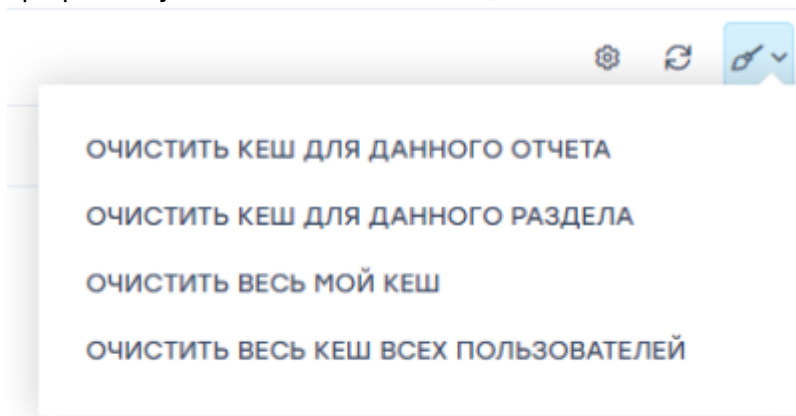 ОЧИСТИТЬ КЕШ ДЛЯ ДАННОГО ОТЧЕТА
ОЧИСТИТЬ КЕШ ДЛЯ ДАННОГО РАЗДЕЛА
ОЧИСТИТЬ ВЕСЬ МОЙ КЕШ
ОЧИСТИТЬ ВЕСЬ КЕШ ВСЕХ ПОЛЬЗОВАТЕЛЕЙ